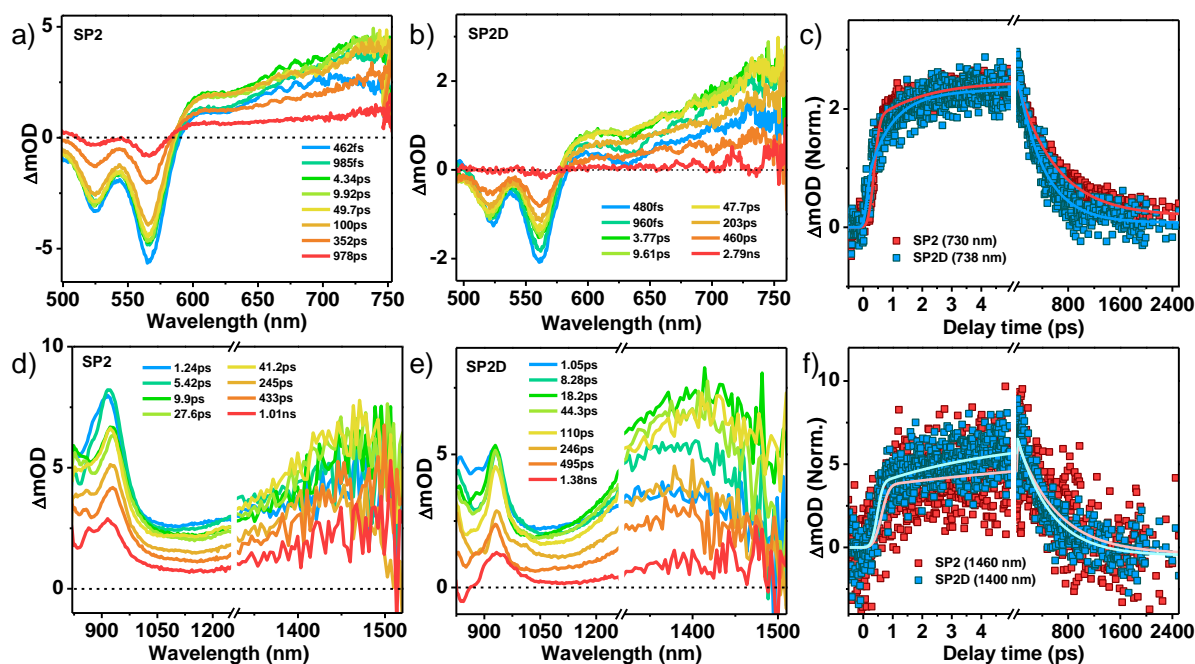 a)
SP2
5
0
-5
ΔmOD
462fs
985fs
4.34ps
9.92ps
49.7ps
100ps
352ps
978ps
500 550 600 650 700 750
Wavelength (nm)
b)
SP2D
2
0
-2
ΔmOD
480fs
960fs
3.77ps
9.61ps
47.7ps
203ps
460ps
2.79ns
500 550 600 650 700 750
Wavelength (nm)
c)
2
0
ΔmOD (Norm.)
SP2 (730 nm)
SP2D (738 nm)
0 1 2 3 4 800 1600 2400
Delay time (ps)
d)
SP2
10
5
0
ΔmOD
1.24ps
5.42ps
9.9ps
27.6ps
41.2ps
245ps
433ps
1.01ns
900 1050 1200 1400 1500
Wavelength (nm)
e)
SP2D
10
5
0
ΔmOD
1.05ps
8.28ps
18.2ps
44.3ps
110ps
246ps
495ps
1.38ns
900 1050 1200 1400 1500
Wavelength (nm)
f)
10
5
0
ΔmOD (Norm.)
SP2 (1460 nm)
SP2D (1400 nm)
0 1 2 3 4 800 1600 2400
Delay time (ps)